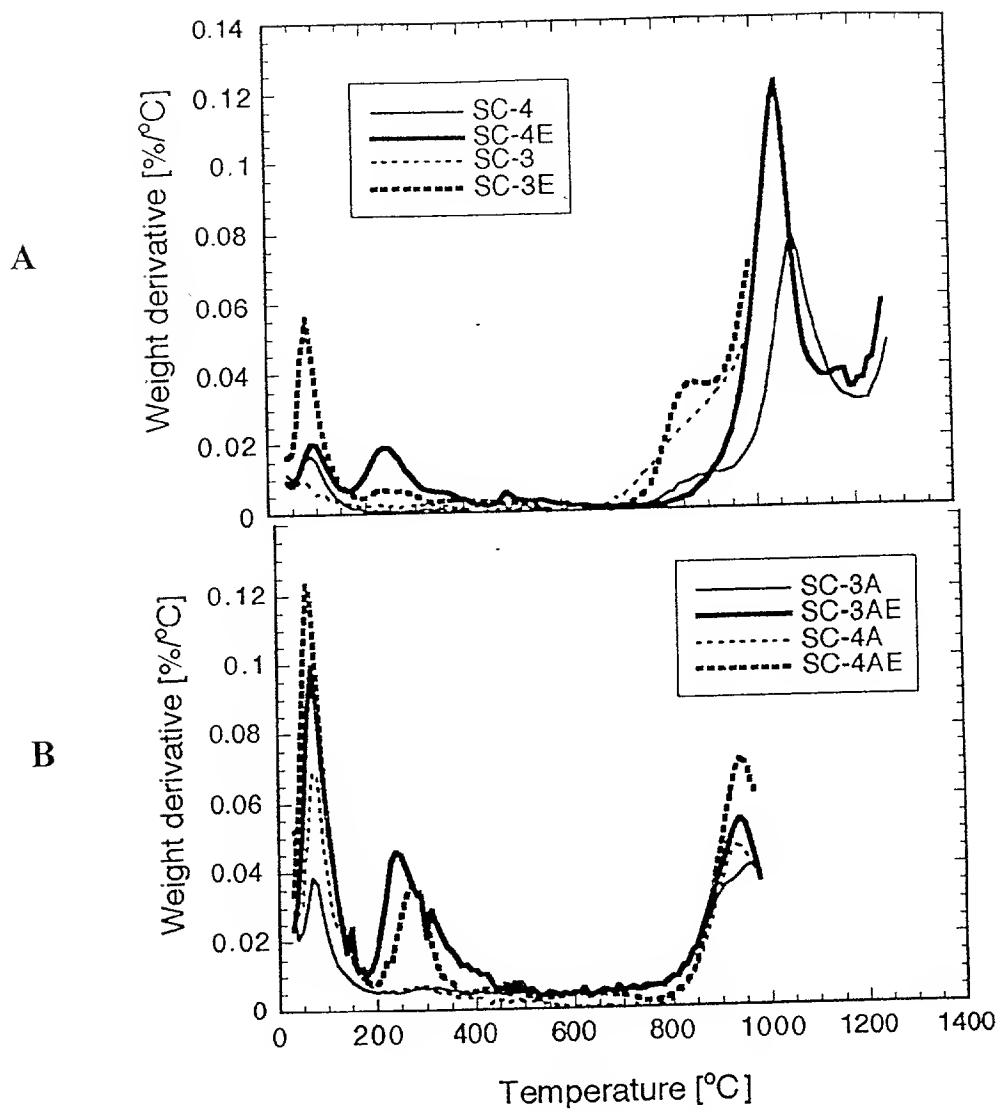 A
Weight derivative [%/°C]
0.14
0.12
0.1
0.08
0.06
0.04
0.02
0
SC-4
SC-4E
SC-3
SC-3E
B
Weight derivative [%/°C]
0.12
0.1
0.08
0.06
0.04
0.02
0
SC-3A
SC-3AE
SC-4A
SC-4AE
0 200 400 600 800 1000 1200 1400
Temperature [°C]